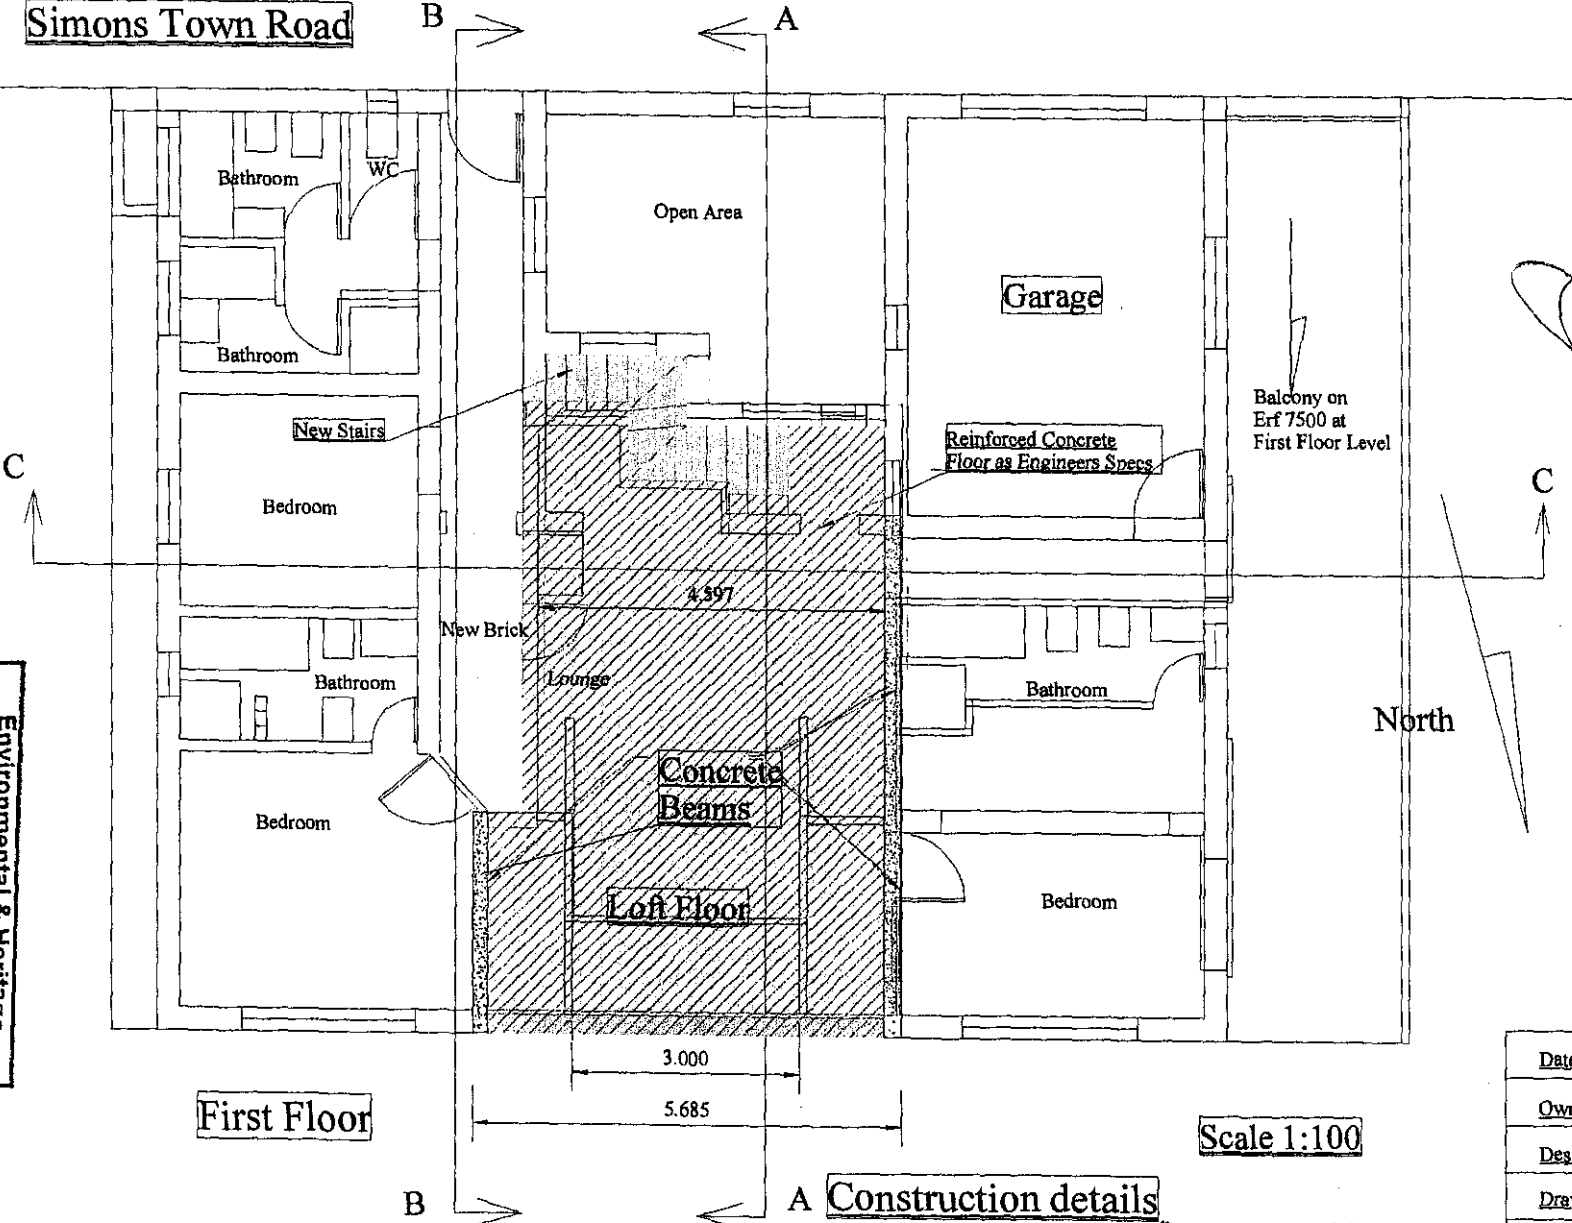 Simons Town Road
B
A
Bathroom
WC
Open Area
Garage
Bathroom
Balcony on
Erf 7500 at
First Floor Level
New Stairs
Reinforced Concrete
Floor as Engineers Specs
C
C
Bedroom
4.597
New Brick
Lounge
Bathroom
Bathroom
North
Concrete
Beams
Bedroom
Loft Floor
Bedroom
Environmental & Heritage
3.000
5.685
First Floor
Scale 1:100
B
A
Construction details